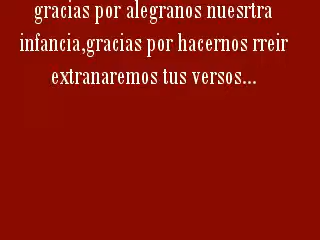 gracias por alegranos nuesrtra
infancia,gracias por hacernos rreir
extranaremos tus versos...